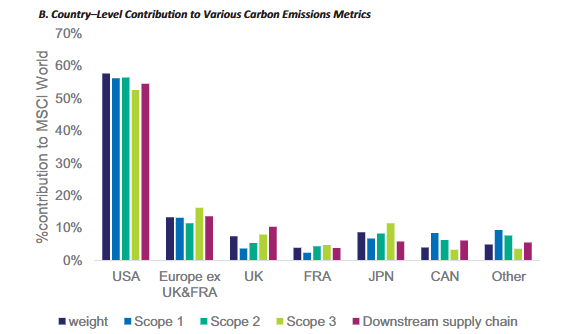 B. Country–Level Contribution to Various Carbon Emissions Metrics
%contribution to MSCI World
70%
60%
50%
40%
30%
20%
10%
0%
USA
Europe ex
UK&FRA
UK
FRA
JPN
CAN
Other
weight
Scope 1
Scope 2
Scope 3
Downstream supply chain